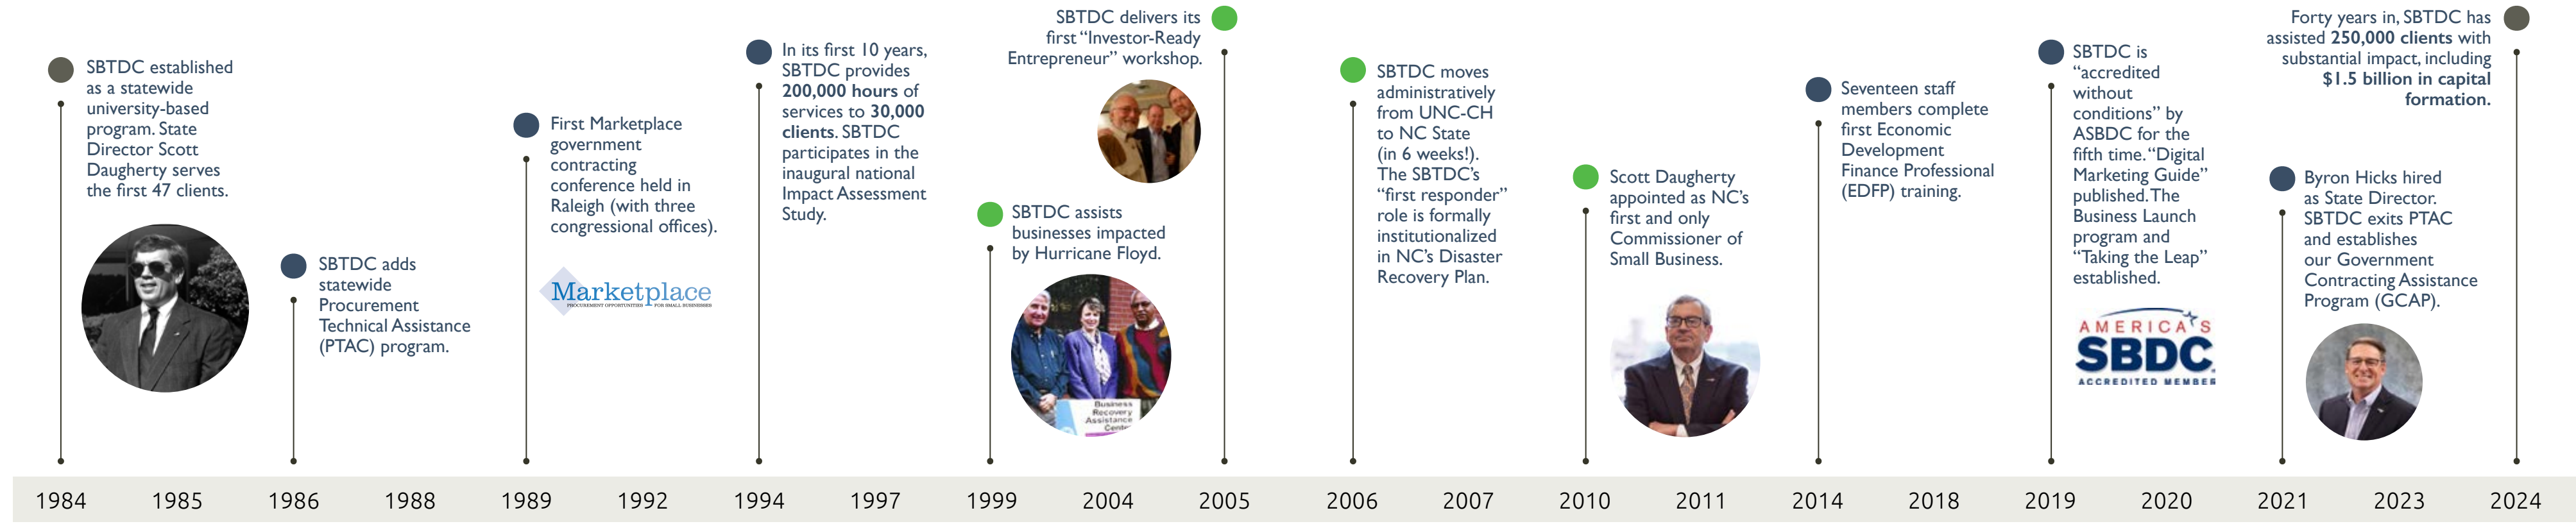 SBTDC established
as a statewide
university-based
program. State
Director Scott
Daugherty serves
the first 47 clients.
SBTDC adds
statewide
Procurement
Technical Assistance
(PTAC) program.
First Marketplace
government
contracting
conference held in
Raleigh (with three
congressional offices).
Marketplace
PROCUREMENT OPPORTUNITIES FOR SMALL BUSINESSES
In its first 10 years,
SBTDC provides
200,000 hours of
services to 30,000
clients. SBTDC
participates in the
inaugural national
Impact Assessment
Study.
SBTDC assists
businesses impacted
by Hurricane Floyd.
Business
Recovery
Assistance
Center
SBTDC delivers its
first “Investor-Ready
Entrepreneur” workshop.
SBTDC moves
administratively
from UNC-CH
to NC State
(in 6 weeks!).
The SBTDC’s
“first responder”
role is formally
institutionalized
in NC’s Disaster
Recovery Plan.
Scott Daugherty
appointed as NC’s
first and only
Commissioner of
Small Business.
Seventeen staff
members complete
first Economic
Development
Finance Professional
(EDFP) training.
SBTDC is
“accredited
without
conditions” by
ASBDC for the
fifth time. “Digital
Marketing Guide”
published. The
Business Launch
program and
“Taking the Leap”
established.
AMERICA'S
SBDC
ACCREDITED MEMBER
Byron Hicks hired
as State Director.
SBTDC exits PTAC
and establishes
our Government
Contracting Assistance
Program (GCAP).
Forty years in, SBTDC has
assisted 250,000 clients with
substantial impact, including
$1.5 billion in capital
formation.
1984 1985 1986 1988 1989 1992 1994 1997 1999 2004 2005 2006 2007 2010 2011 2014 2018 2019 2020 2021 2023 2024